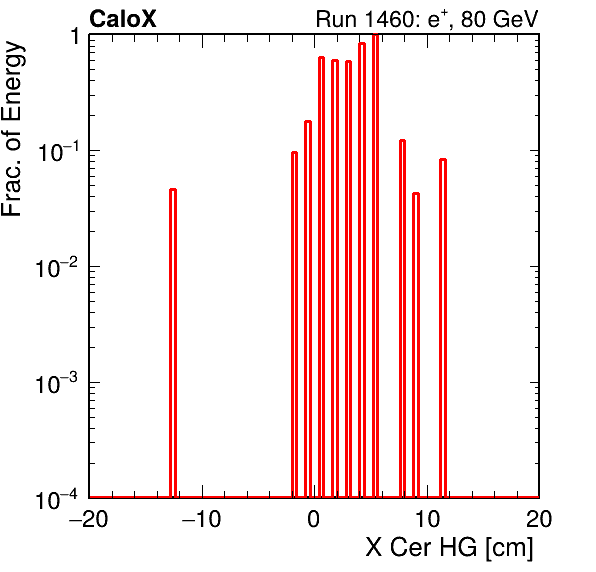 CaloX Run 1460: e⁺, 80 GeV
Frac. of Energy
1
10⁻¹
10⁻²
10⁻³
10⁻⁴
−20 −10 0 10 20
X Cer HG [cm]